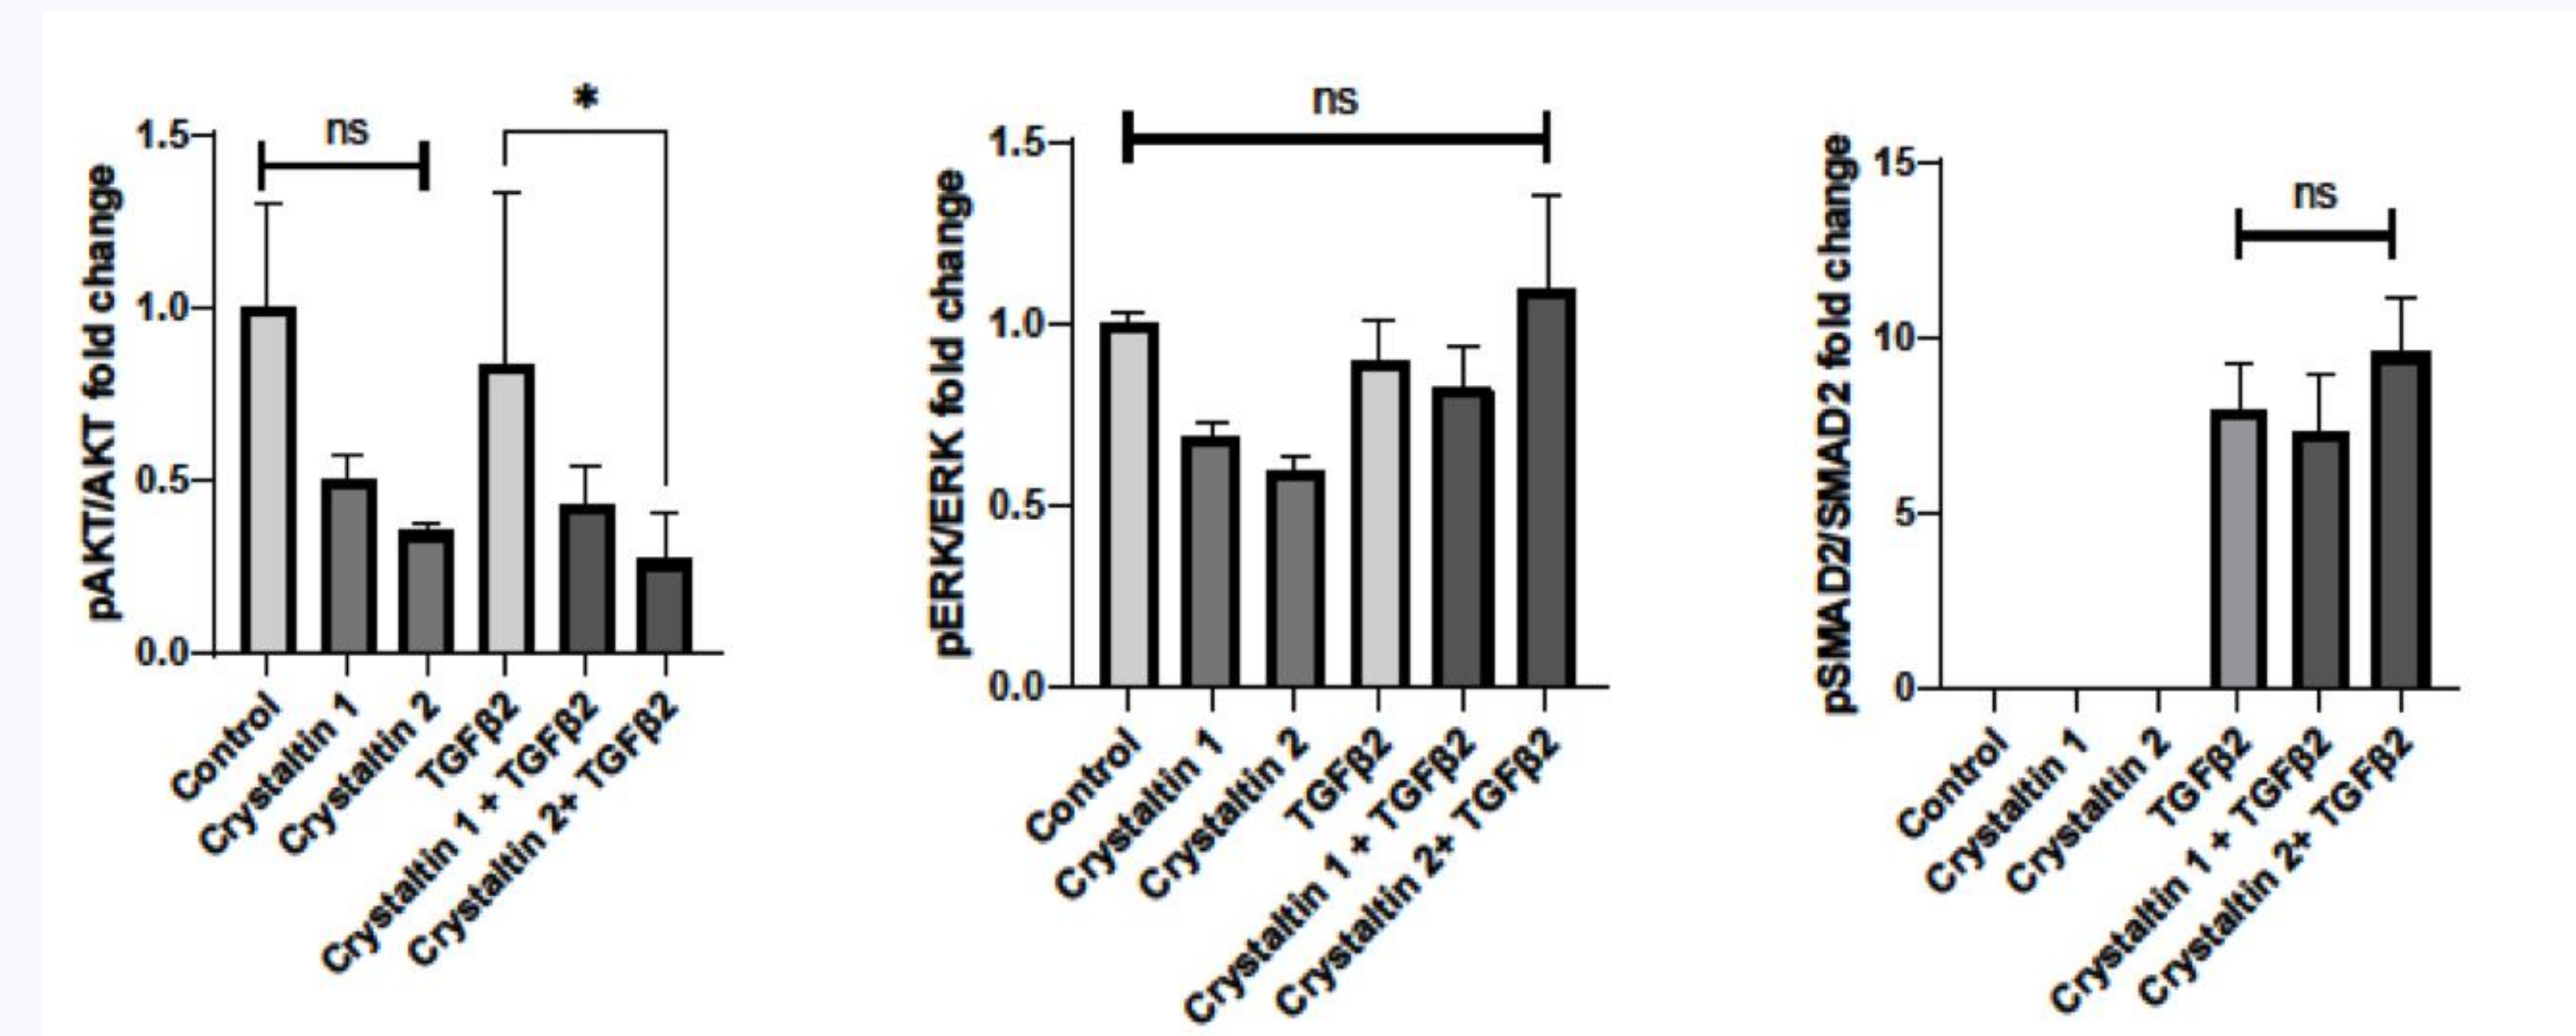 pAKT/AKT fold change
1.5
1.0
0.5
0.0
ns
*
Control
Crystaltin 1
Crystaltin 2
TGFβ2
Crystaltin 1 + TGFβ2
Crystaltin 2+ TGFβ2
pERK/ERK fold change
1.5
1.0
0.5
0.0
ns
Control
Crystaltin 1
Crystaltin 2
TGFβ2
Crystaltin 1 + TGFβ2
Crystaltin 2+ TGFβ2
pSMAD2/SMAD2 fold change
15
10
5
0
ns
Control
Crystaltin 1
Crystaltin 2
TGFβ2
Crystaltin 1 + TGFβ2
Crystaltin 2+ TGFβ2